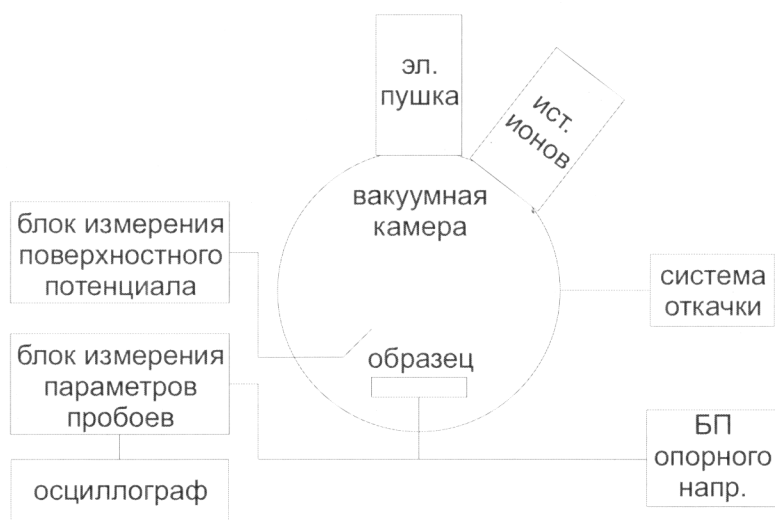 эл.
пушка
ист.
ионов
вакуумная
камера
блок измерения
поверхностного
потенциала
система
откачки
блок измерения
параметров
пробоев
образец
БП
опорного
напр.
осциллограф